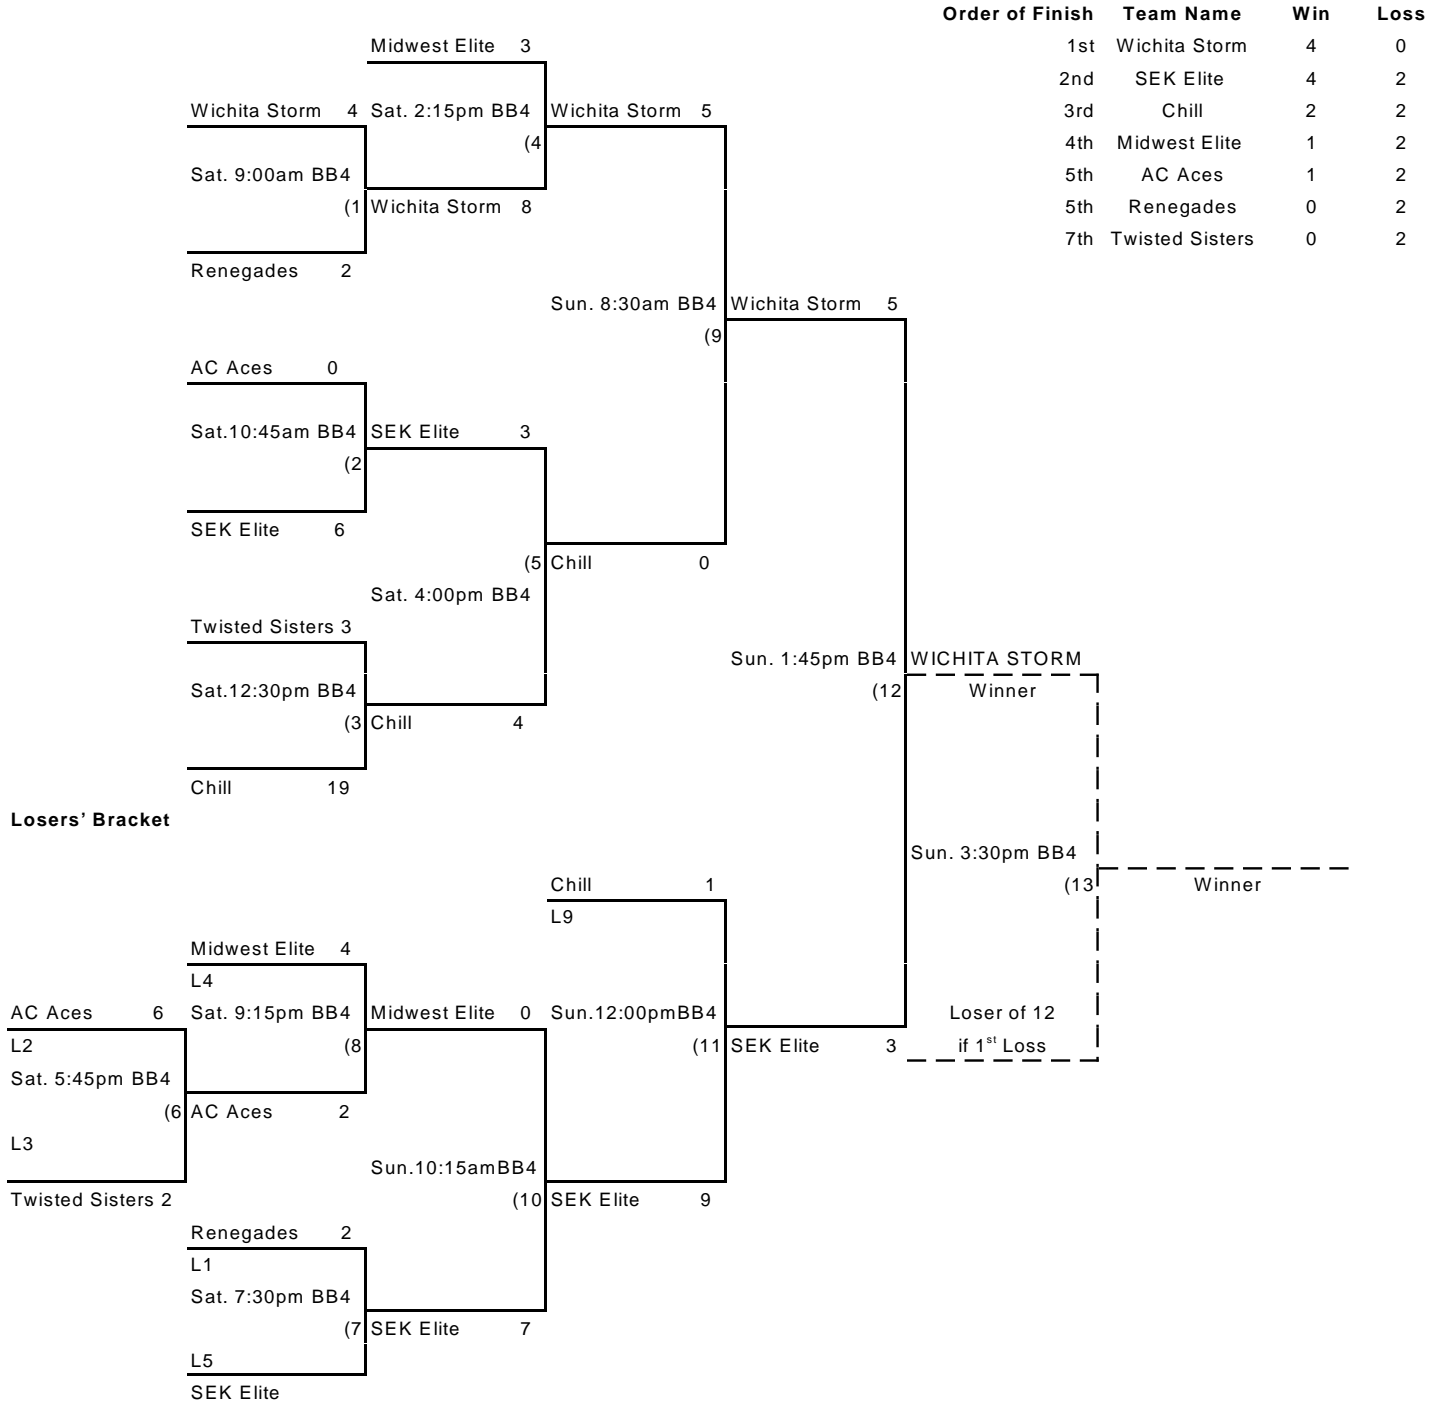 Order of Finish Team Name Win Loss
1st Wichita Storm 4 0
2nd SEK Elite 4 2
3rd Chill 2 2
4th Midwest Elite 1 2
5th AC Aces 1 2
5th Renegades 0 2
7th Twisted Sisters 0 2
Midwest Elite 3
Wichita Storm 4 Sat. 2:15pm BB4 Wichita Storm 5
(4
Sat. 9:00am BB4
(1 Wichita Storm 8
Renegades 2
Sun. 8:30am BB4 Wichita Storm 5
(9
AC Aces 0
Sat.10:45am BB4 SEK Elite 3
(2
SEK Elite 6
(5 Chill 0
Sat. 4:00pm BB4
Twisted Sisters 3
Sun. 1:45pm BB4 WICHITA STORM
Sat.12:30pm BB4 (12 Winner
(3 Chill 4
Chill 19
Losers’ Bracket
Sun. 3:30pm BB4
Chill 1 (13 Winner
L9
Midwest Elite 4
L4
AC Aces 6 Sat. 9:15pm BB4 Midwest Elite 0 Sun.12:00pmBB4 Loser of 12
L2 (8 (11 SEK Elite 3 if 1st Loss
Sat. 5:45pm BB4
(6 AC Aces 2
L3
Sun.10:15amBB4
Twisted Sisters 2 (10 SEK Elite 9
Renegades 2
L1
Sat. 7:30pm BB4
(7 SEK Elite 7
L5
SEK Elite